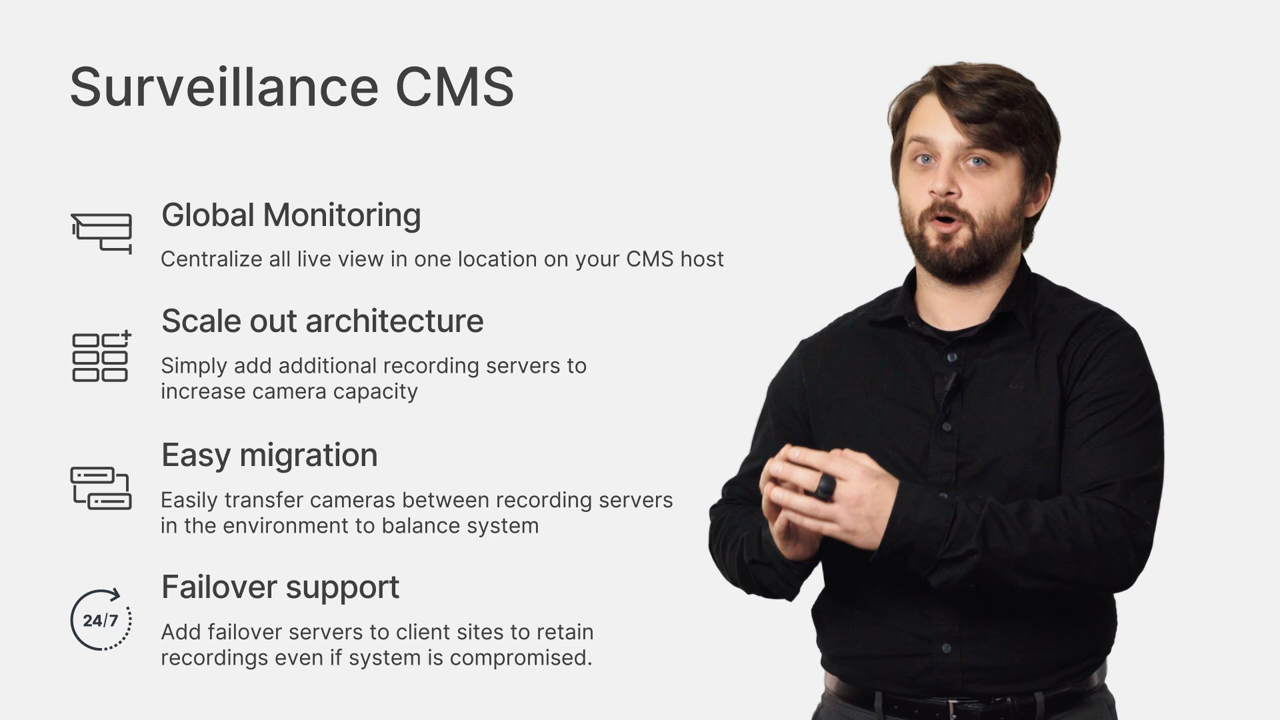 Surveillance CMS
Global Monitoring
Centralize all live view in one location on your CMS host
Scale out architecture
Simply add additional recording servers to
increase camera capacity
Easy migration
Easily transfer cameras between recording servers
in the environment to balance system
24/7
Failover support
Add failover servers to client sites to retain
recordings even if system is compromised.